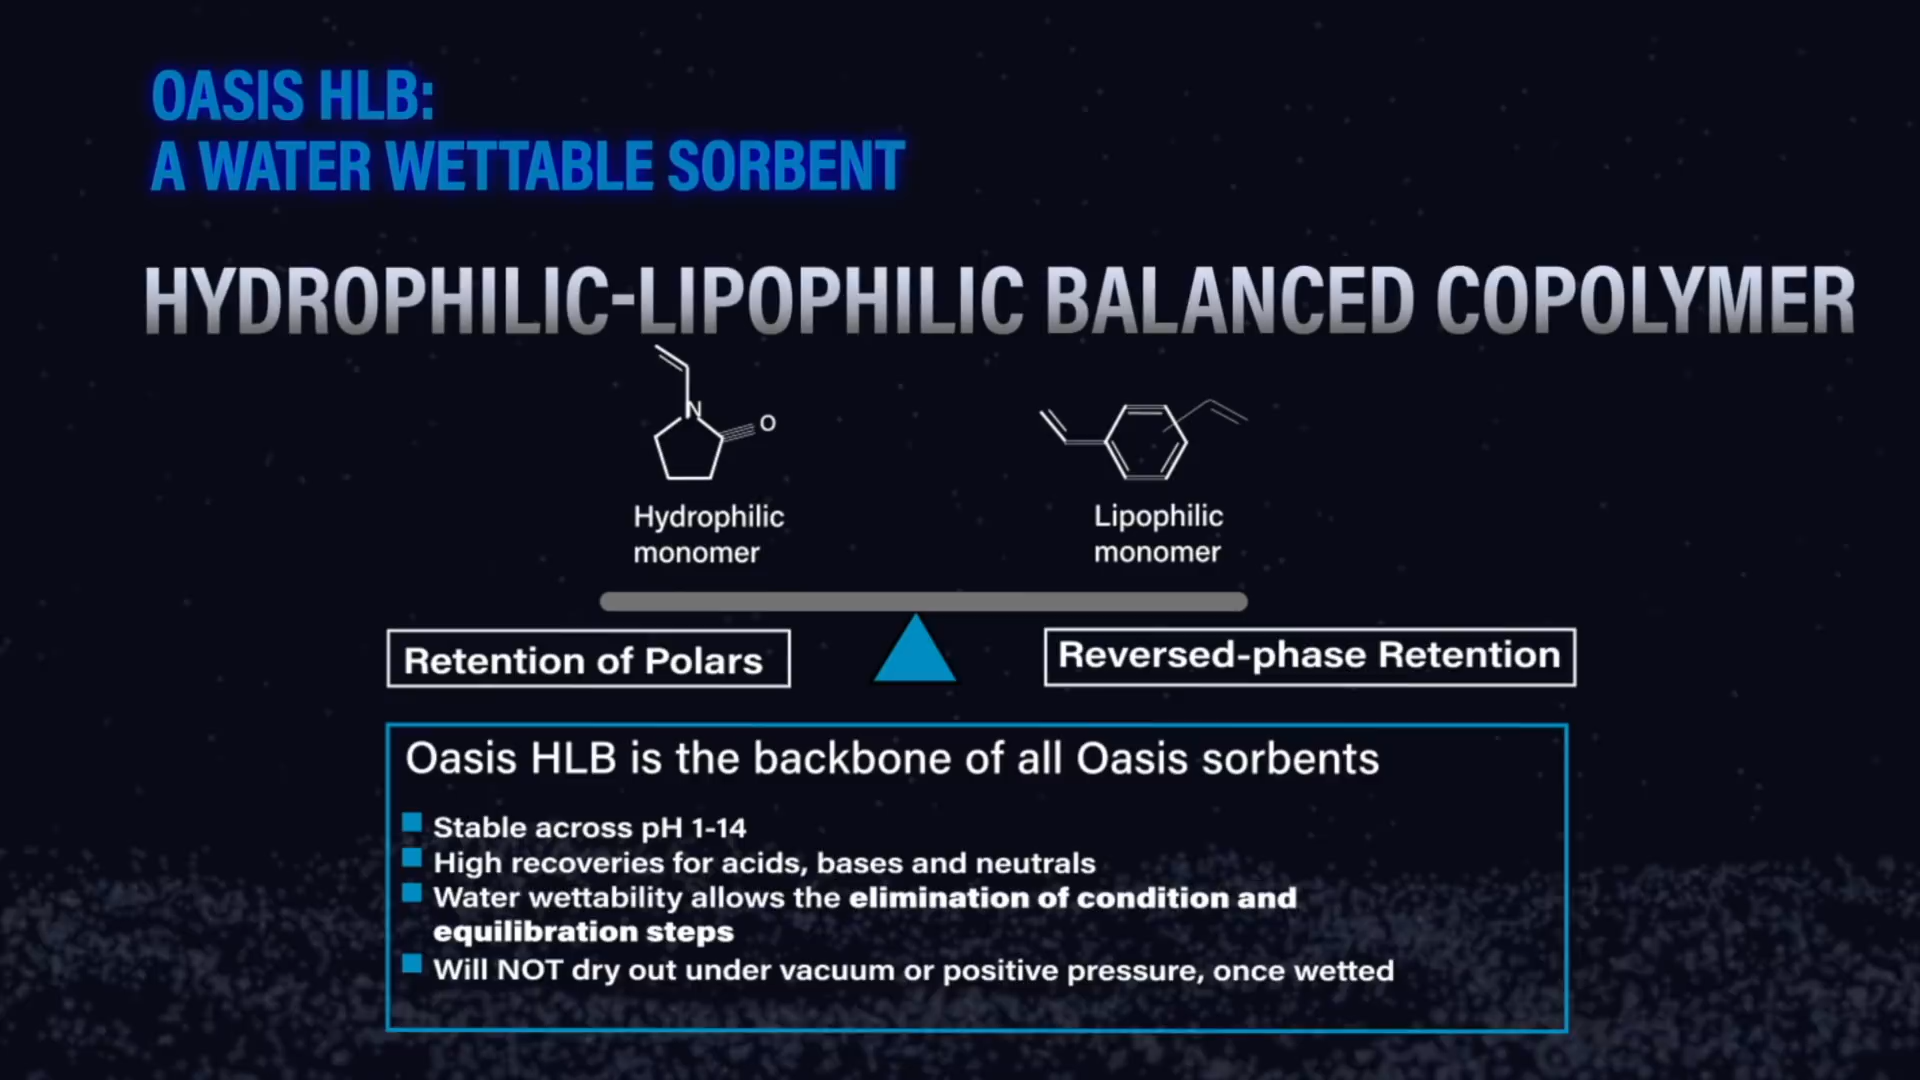 OASIS HLB:
A WATER WETTABLE SORBENT
HYDROPHILIC-LIPOPHILIC BALANCED COPOLYMER
N
O
Hydrophilic
monomer
Lipophilic
monomer
Retention of Polars
Reversed-phase Retention
Oasis HLB is the backbone of all Oasis sorbents
Stable across pH 1-14
High recoveries for acids, bases and neutrals
Water wettability allows the elimination of condition and
equilibration steps
Will NOT dry out under vacuum or positive pressure, once wetted